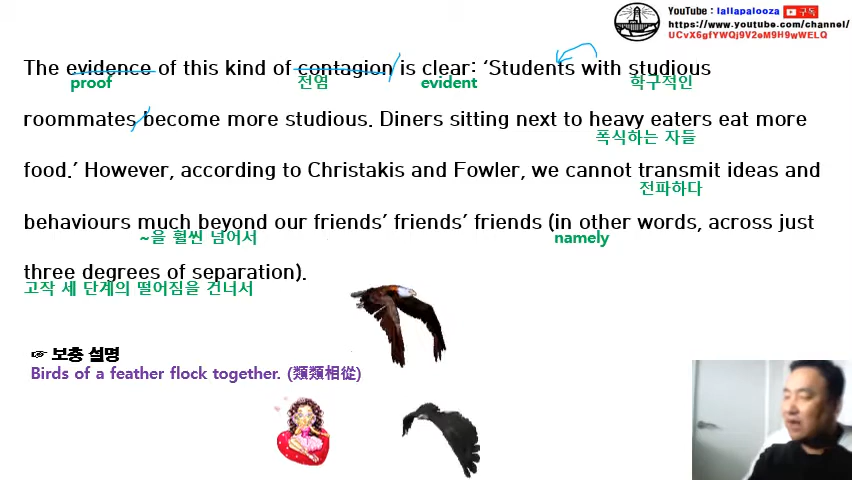 YouTube : lallapalooza 구독
https://www.youtube.com/channel/
UCvX6gfYWQj9V2eM9H9wWELQ
The evidence of this kind of contagion is clear: ‘Students with studious
proof 전염 evident 학구적인
roommates become more studious. Diners sitting next to heavy eaters eat more
폭식하는 자들
food.’ However, according to Christakis and Fowler, we cannot transmit ideas and
전파하다
behaviours much beyond our friends’ friends’ friends (in other words, across just
~을 훨씬 넘어서 namely
three degrees of separation).
고작 세 단계의 떨어짐을 건너서
☞ 보충 설명
Birds of a feather flock together. (類類相從)